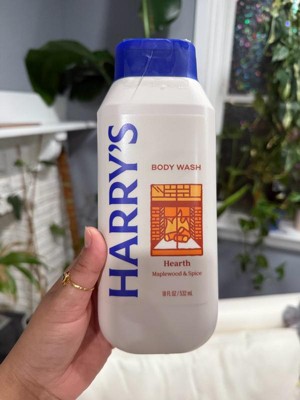 HARRY'S
BODY WASH
Hearth
Maplewood & Spice
18 FL OZ / 532 mL